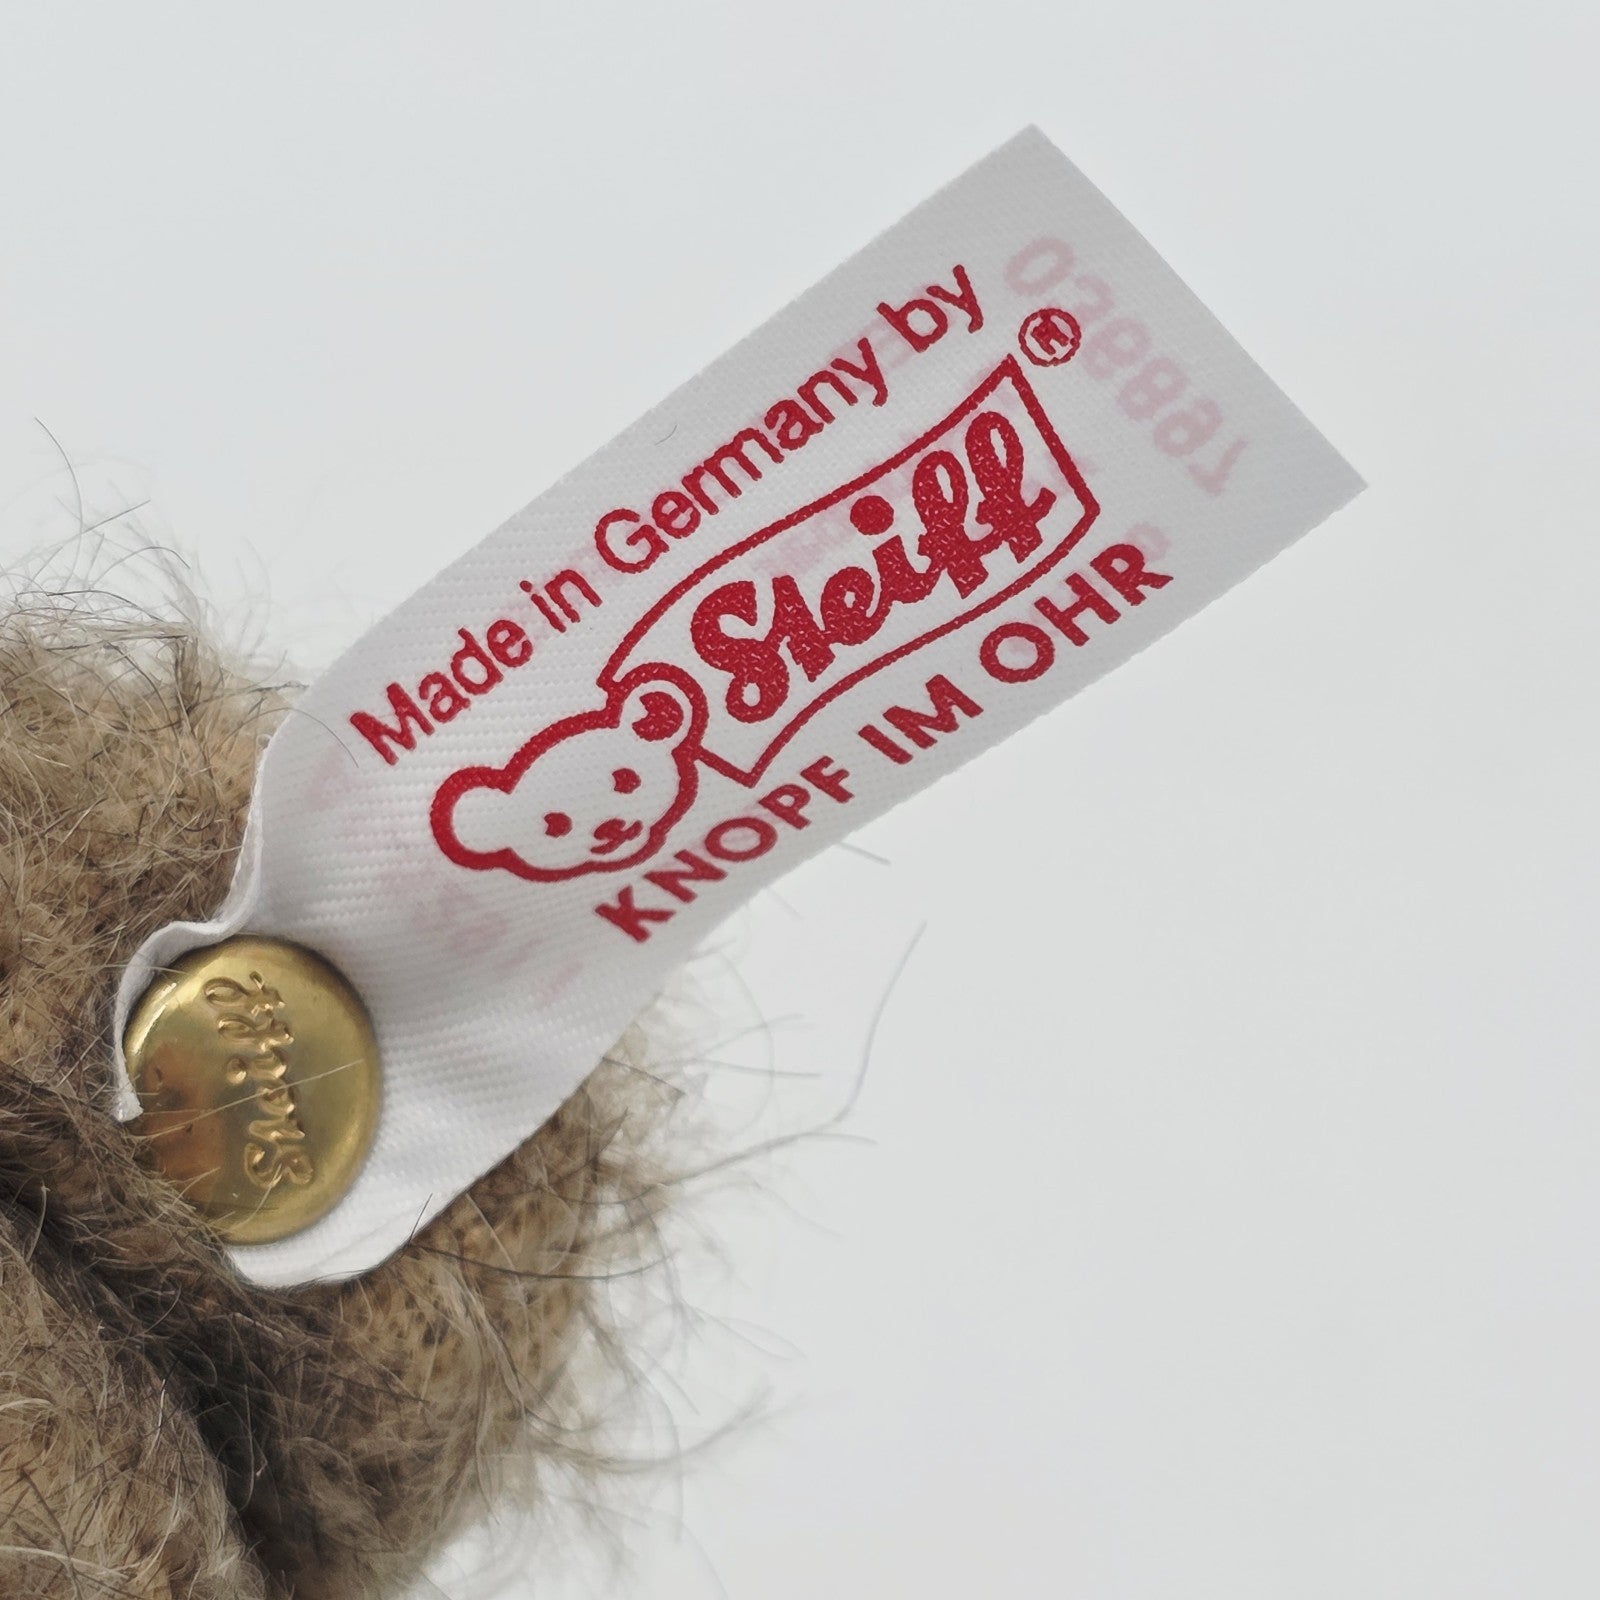 Made in Germany by
Steiff®
KNOPF IM OHR
Steiff